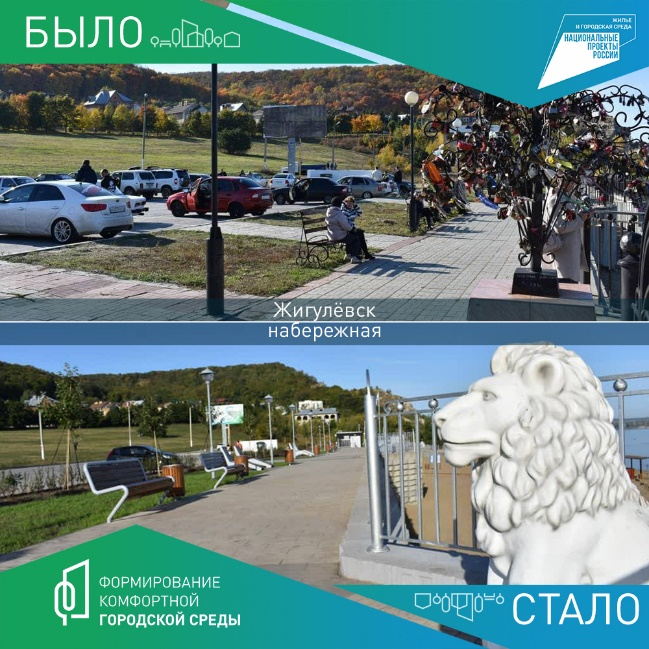 БЫЛО
ЖИЛЬЕ
И ГОРОДСКАЯ СРЕДА
НАЦИОНАЛЬНЫЕ
ПРОЕКТЫ
РОССИИ
Жигулёвск
набережная
ФОРМИРОВАНИЕ
КОМФОРТНОЙ
ГОРОДСКОЙ СРЕДЫ
СТАЛО